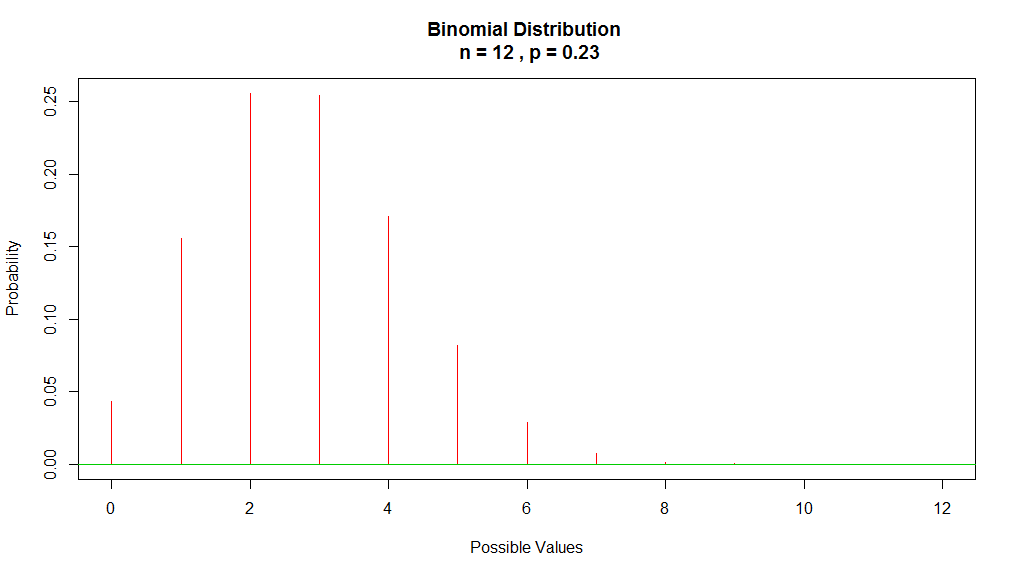 Binomial Distribution
n = 12 , p = 0.23
Probability
0.25
0.20
0.15
0.10
0.05
0.00
0 2 4 6 8 10 12
Possible Values